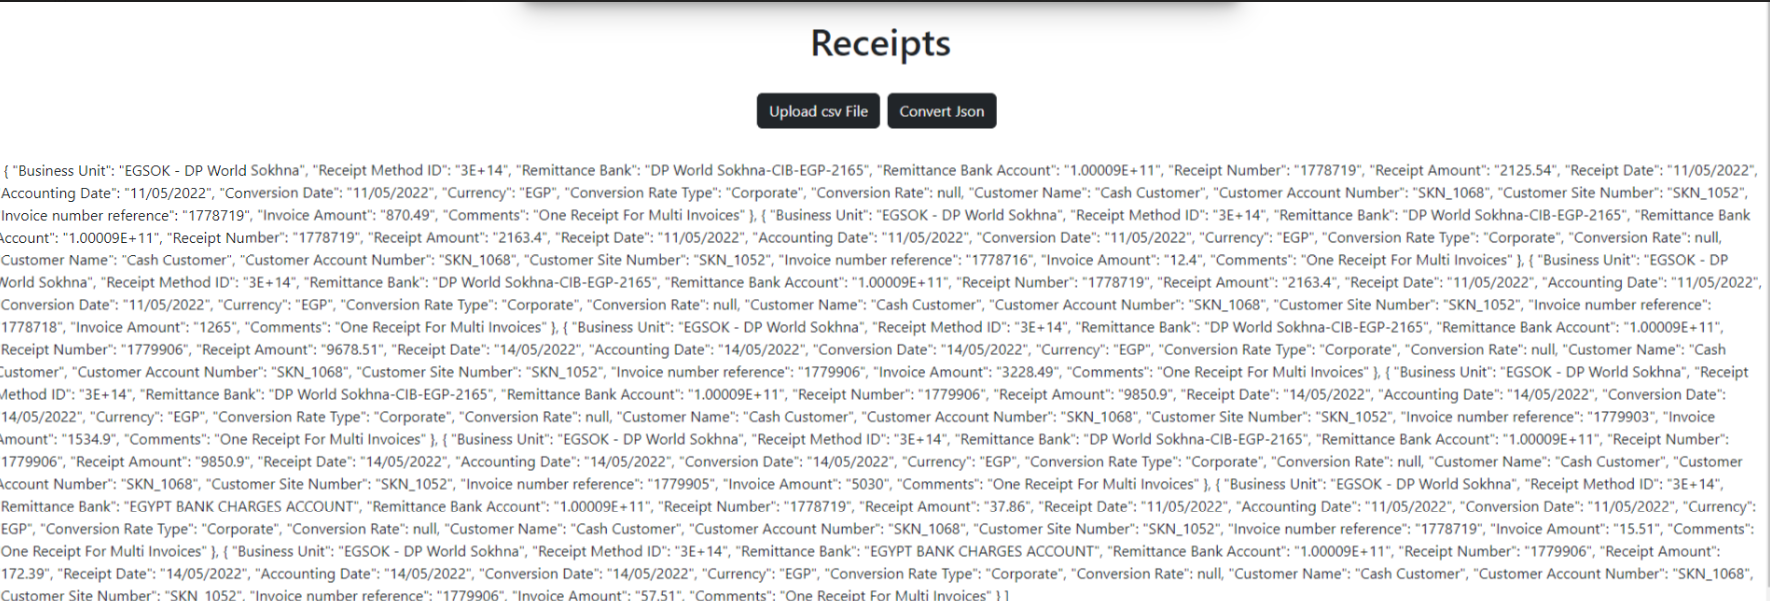 Receipts
Upload csv File
Convert Json
{ "Business Unit": "EGSOK - DP World Sokhna", "Receipt Method ID": "3E+14", "Remittance Bank": "DP World Sokhna-CIB-EGP-2165", "Remittance Bank Account": "1.00009E+11", "Receipt Number": "1778719", "Receipt Amount": "2125.54", "Receipt Date": "11/05/2022",
Accounting Date": "11/05/2022", "Conversion Date": "11/05/2022", "Currency": "EGP", "Conversion Rate Type": "Corporate", "Conversion Rate": null, "Customer Name": "Cash Customer", "Customer Account Number": "SKN_1068", "Customer Site Number": "SKN_1052",
Invoice number reference": "1778719", "Invoice Amount": "870.49", "Comments": "One Receipt For Multi Invoices" }, { "Business Unit": "EGSOK - DP World Sokhna", "Receipt Method ID": "3E+14", "Remittance Bank": "DP World Sokhna-CIB-EGP-2165", "Remittance Bank
Account": "1.00009E+11", "Receipt Number": "1778719", "Receipt Amount": "2163.4", "Receipt Date": "11/05/2022", "Accounting Date": "11/05/2022", "Conversion Date": "11/05/2022", "Currency": "EGP", "Conversion Rate Type": "Corporate", "Conversion Rate": null,
Customer Name": "Cash Customer", "Customer Account Number": "SKN_1068", "Customer Site Number": "SKN_1052", "Invoice number reference": "1778716", "Invoice Amount": "12.4", "Comments": "One Receipt For Multi Invoices" }, { "Business Unit": "EGSOK - DP
World Sokhna", "Receipt Method ID": "3E+14", "Remittance Bank": "DP World Sokhna-CIB-EGP-2165", "Remittance Bank Account": "1.00009E+11", "Receipt Number": "1778719", "Receipt Amount": "2163.4", "Receipt Date": "11/05/2022", "Accounting Date": "11/05/2022",
Conversion Date": "11/05/2022", "Currency": "EGP", "Conversion Rate Type": "Corporate", "Conversion Rate": null, "Customer Name": "Cash Customer", "Customer Account Number": "SKN_1068", "Customer Site Number": "SKN_1052", "Invoice number reference":
1778718", "Invoice Amount": "1265", "Comments": "One Receipt For Multi Invoices" }, { "Business Unit": "EGSOK - DP World Sokhna", "Receipt Method ID": "3E+14", "Remittance Bank": "DP World Sokhna-CIB-EGP-2165", "Remittance Bank Account": "1.00009E+11",
Receipt Number": "1779906", "Receipt Amount": "9678.51", "Receipt Date": "14/05/2022", "Accounting Date": "14/05/2022", "Conversion Date": "14/05/2022", "Currency": "EGP", "Conversion Rate Type": "Corporate", "Conversion Rate": null, "Customer Name": "Cash
Customer", "Customer Account Number": "SKN_1068", "Customer Site Number": "SKN_1052", "Invoice number reference": "1779906", "Invoice Amount": "3228.49", "Comments": "One Receipt For Multi Invoices" }, { "Business Unit": "EGSOK - DP World Sokhna", "Receipt
Method ID": "3E+14", "Remittance Bank": "DP World Sokhna-CIB-EGP-2165", "Remittance Bank Account": "1.00009E+11", "Receipt Number": "1779906", "Receipt Amount": "9850.9", "Receipt Date": "14/05/2022", "Accounting Date": "14/05/2022", "Conversion Date":
14/05/2022", "Currency": "EGP", "Conversion Rate Type": "Corporate", "Conversion Rate": null, "Customer Name": "Cash Customer", "Customer Account Number": "SKN_1068", "Customer Site Number": "SKN_1052", "Invoice number reference": "1779903", "Invoice
Amount": "1534.9", "Comments": "One Receipt For Multi Invoices" }, { "Business Unit": "EGSOK - DP World Sokhna", "Receipt Method ID": "3E+14", "Remittance Bank": "DP World Sokhna-CIB-EGP-2165", "Remittance Bank Account": "1.00009E+11", "Receipt Number":
1779906", "Receipt Amount": "9850.9", "Receipt Date": "14/05/2022", "Accounting Date": "14/05/2022", "Conversion Date": "14/05/2022", "Currency": "EGP", "Conversion Rate Type": "Corporate", "Conversion Rate": null, "Customer Name": "Cash Customer", "Customer
Account Number": "SKN_1068", "Customer Site Number": "SKN_1052", "Invoice number reference": "1779905", "Invoice Amount": "5030", "Comments": "One Receipt For Multi Invoices" }, { "Business Unit": "EGSOK - DP World Sokhna", "Receipt Method ID": "3E+14",
Remittance Bank": "EGYPT BANK CHARGES ACCOUNT", "Remittance Bank Account": "1.00009E+11", "Receipt Number": "1778719", "Receipt Amount": "37.86", "Receipt Date": "11/05/2022", "Accounting Date": "11/05/2022", "Conversion Date": "11/05/2022", "Currency":
EGP", "Conversion Rate Type": "Corporate", "Conversion Rate": null, "Customer Name": "Cash Customer", "Customer Account Number": "SKN_1068", "Customer Site Number": "SKN_1052", "Invoice number reference": "1778719", "Invoice Amount": "15.51", "Comments":
One Receipt For Multi Invoices" }, { "Business Unit": "EGSOK - DP World Sokhna", "Receipt Method ID": "3E+14", "Remittance Bank": "EGYPT BANK CHARGES ACCOUNT", "Remittance Bank Account": "1.00009E+11", "Receipt Number": "1779906", "Receipt Amount":
172.39", "Receipt Date": "14/05/2022", "Accounting Date": "14/05/2022", "Conversion Date": "14/05/2022", "Currency": "EGP", "Conversion Rate Type": "Corporate", "Conversion Rate": null, "Customer Name": "Cash Customer", "Customer Account Number": "SKN_1068",
Customer Site Number": "SKN_1052", "Invoice number reference": "1779906", "Invoice Amount": "57.51", "Comments": "One Receipt For Multi Invoices" } ]